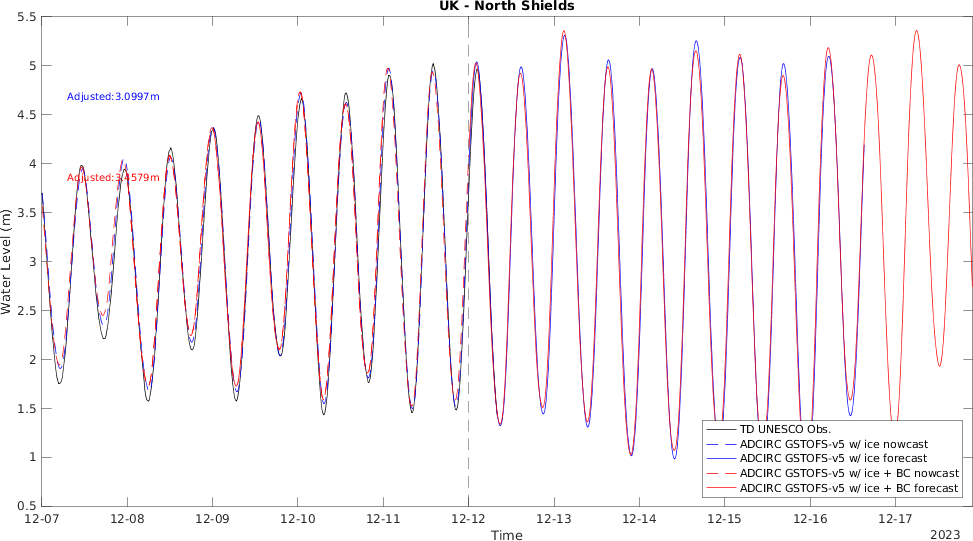 UK - North Shields
5.5
5
4.5
4
3.5
3
2.5
2
1.5
1
0.5
Water Level (m)
Adjusted:3.0997m
Adjusted:3.4579m
TD UNESCO Obs.
ADCIRC GSTOFS-v5 w/ ice nowcast
ADCIRC GSTOFS-v5 w/ ice forecast
ADCIRC GSTOFS-v5 w/ ice + BC nowcast
ADCIRC GSTOFS-v5 w/ ice + BC forecast
12-07 12-08 12-09 12-10 12-11 12-12 12-13 12-14 12-15 12-16 12-17
Time
2023